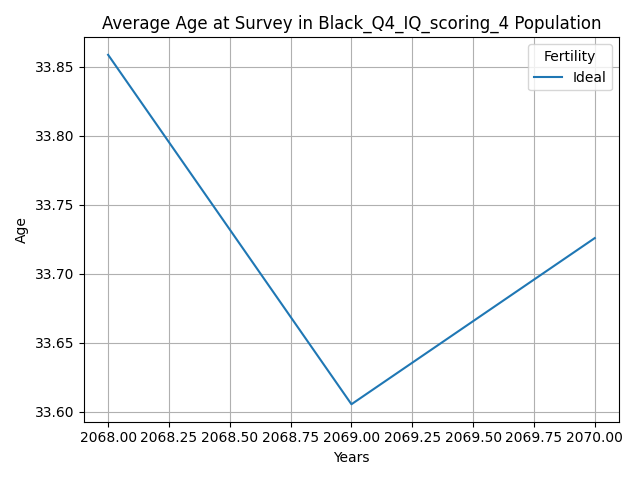 Average Age at Survey in Black_Q4_IQ_scoring_4 Population
Fertility
Ideal
33.85
33.80
33.75
33.70
33.65
33.60
Age
2068.00 2068.25 2068.50 2068.75 2069.00 2069.25 2069.50 2069.75 2070.00
Years